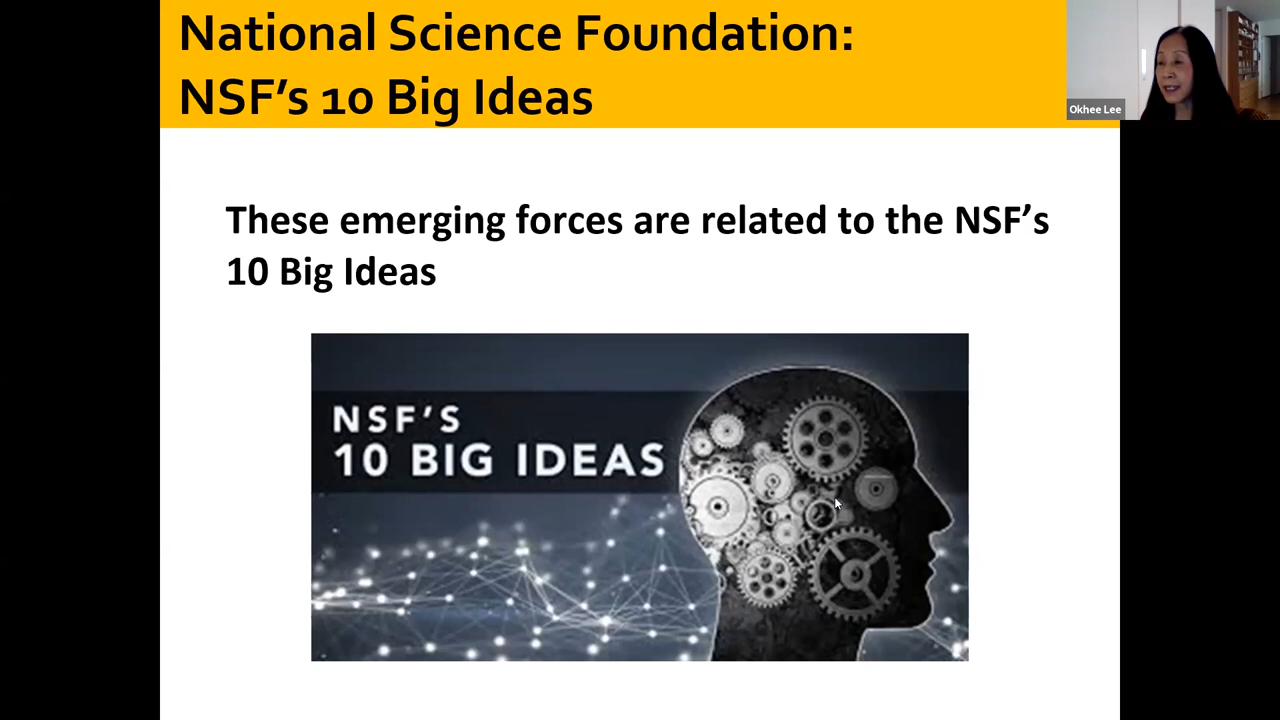 National Science Foundation:
NSF’s 10 Big Ideas
Okhee Lee
These emerging forces are related to the NSF’s
10 Big Ideas
NSF’S
10 BIG IDEAS